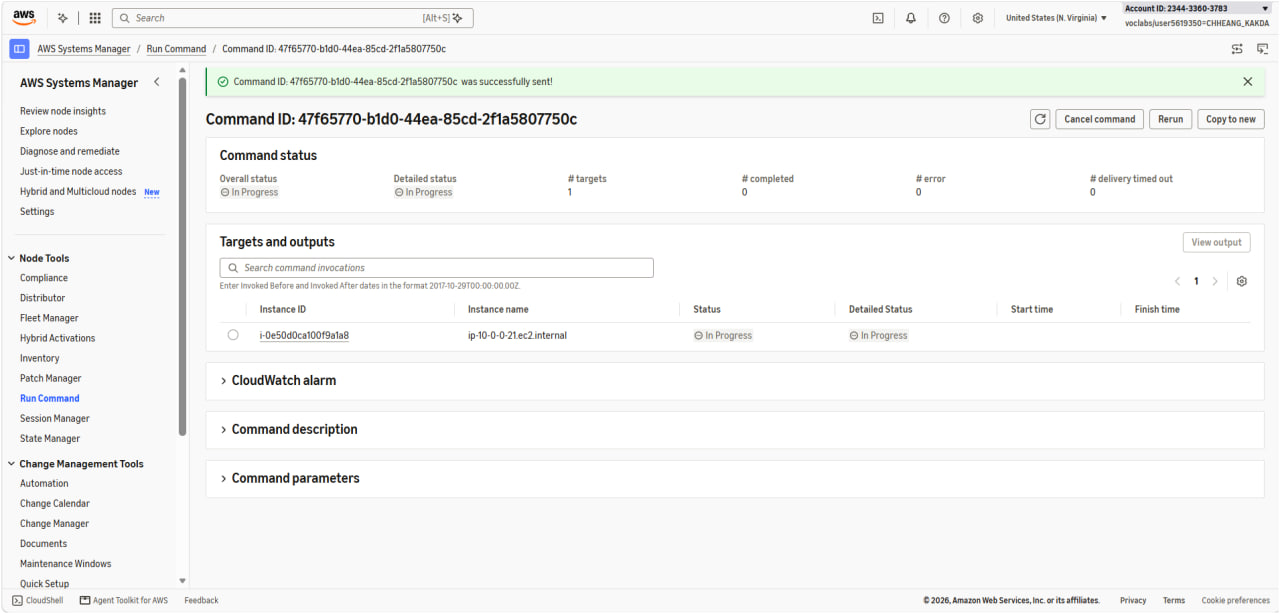 aws
Search [Alt+S]
United States (N. Virginia)
Account ID: 2344-3360-3783
voclabs/user5619350=CHHEANG_KAKDA
AWS Systems Manager / Run Command / Command ID: 47f65770-b1d0-44ea-85cd-2f1a5807750c
AWS Systems Manager
Review node insights
Explore nodes
Diagnose and remediate
Just-in-time node access
Hybrid and Multicloud nodes New
Settings
Node Tools
Compliance
Distributor
Fleet Manager
Hybrid Activations
Inventory
Patch Manager
Run Command
Session Manager
State Manager
Change Management Tools
Automation
Change Calendar
Change Manager
Documents
Maintenance Windows
Quick Setup
Command ID: 47f65770-b1d0-44ea-85cd-2f1a5807750c was successfully sent!
Command ID: 47f65770-b1d0-44ea-85cd-2f1a5807750c
Cancel command Rerun Copy to new
Command status
Overall status Detailed status # targets # completed # error # delivery timed out
In Progress In Progress 1 0 0 0
Targets and outputs
View output
Search command invocations
Enter Invoked Before and Invoked After dates in the format 2017-10-29T00:00:00.00Z.
1
Instance ID Instance name Status Detailed Status Start time Finish time
i-0e50d0ca100f9a1a8 ip-10-0-0-21.ec2.internal In Progress In Progress
CloudWatch alarm
Command description
Command parameters
CloudShell Agent Toolkit for AWS Feedback
© 2026, Amazon Web Services, Inc. or its affiliates. Privacy Terms Cookie preferences